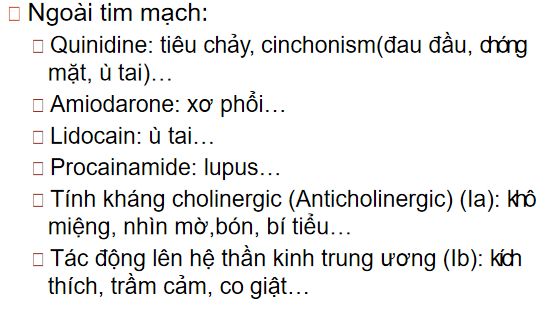 Ngoài tim mạch:
Quinidine: tiêu chảy, cinchonism(đau đầu, chóng
mặt, ù tai)…
Amiodarone: xơ phổi…
Lidocain: ù tai…
Procainamide: lupus…
Tính kháng cholinergic (Anticholinergic) (Ia): khô
miệng, nhìn mờ,bón, bí tiểu…
Tác động lên hệ thần kinh trung ương (Ib): kích
thích, trầm cảm, co giật…